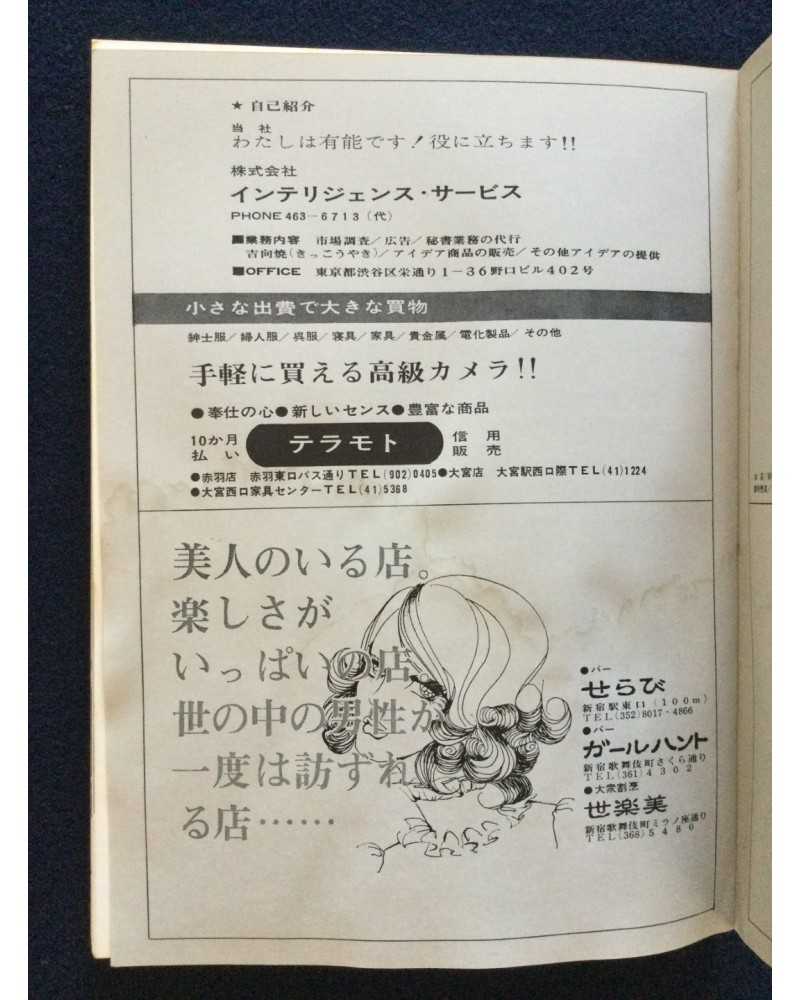 ★ 自己紹介
当社
わたしは有能です!役に立ちます!!
株式会社
インテリジェンス・サービス
PHONE 463-6713(代)
■業務内容 市場調査/広告/秘書業務の代行
吉向焼(きっこうやき)/アイデア商品の販売/その他アイデアの提供
■OFFICE 東京都渋谷区栄通り1-36野口ビル402号
小さな出費で大きな買物
紳士服/婦人服/呉服/寝具/家具/貴金属/電化製品/その他
手軽に買える高級カメラ!!
●奉仕の心●新しいセンス●豊富な商品
10か月払い テラモト 信用販売
●赤羽店 赤羽東口バス通りTEL(902)0405●大宮店 大宮駅西口際TEL(41)1224
●大宮西口家具センターTEL(41)5368
美人のいる店。
楽しさが
いっぱいの店。
世の中の男性が
一度は訪ずれ
る店……
●バー
せらび
新宿駅東口(100m)
TEL(352)8017・4866
●バー
ガールハント
新宿歌舞伎町さくら通り
TEL(361)4302
●大衆割烹
世楽美
新宿歌舞伎町ミラノ座通り
TEL(368)5480